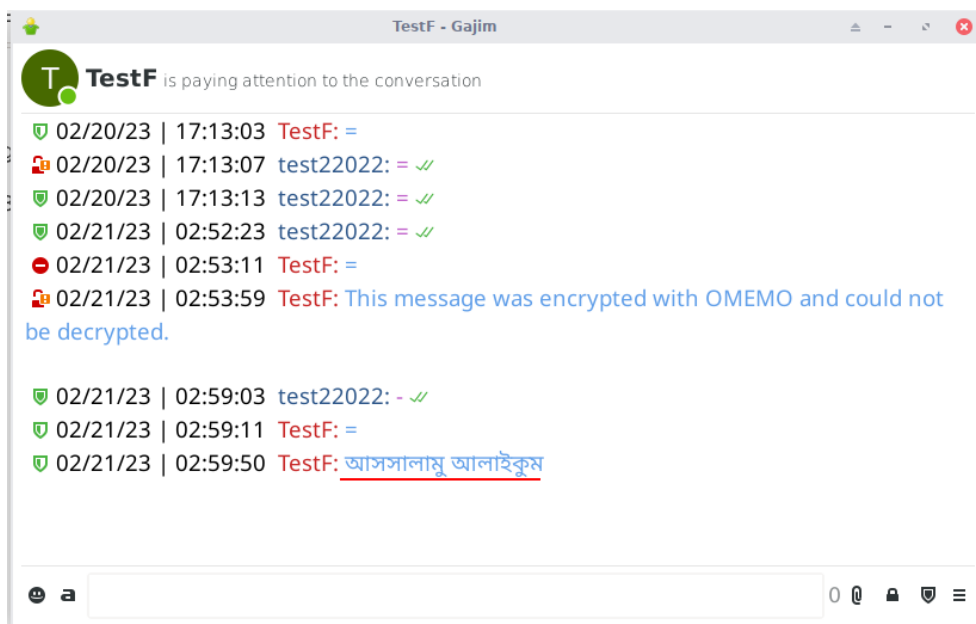 TestF - Gajim
T TestF is paying attention to the conversation
02/20/23 | 17:13:03 TestF: =
02/20/23 | 17:13:07 test22022: =
02/20/23 | 17:13:13 test22022: =
02/21/23 | 02:52:23 test22022: =
02/21/23 | 02:53:11 TestF: =
02/21/23 | 02:53:59 TestF: This message was encrypted with OMEMO and could not
be decrypted.
02/21/23 | 02:59:03 test22022: -
02/21/23 | 02:59:11 TestF: =
02/21/23 | 02:59:50 TestF: আসসালামু আলাইকুম
a 0